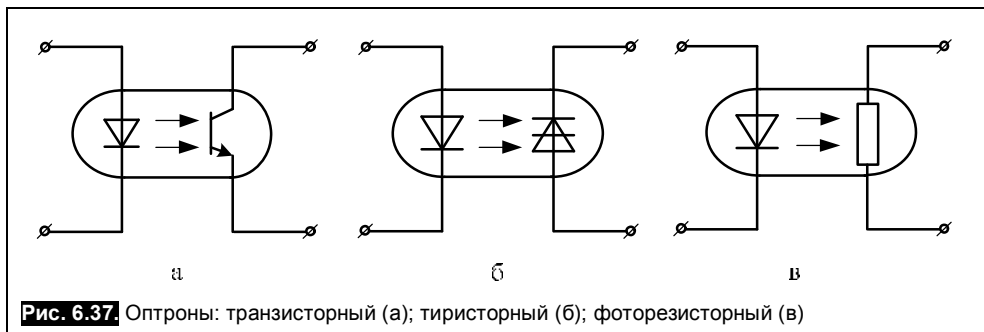 а б в
Рис. 6.37. Оптроны: транзисторный (а); тиристорный (б); фоторезисторный (в)